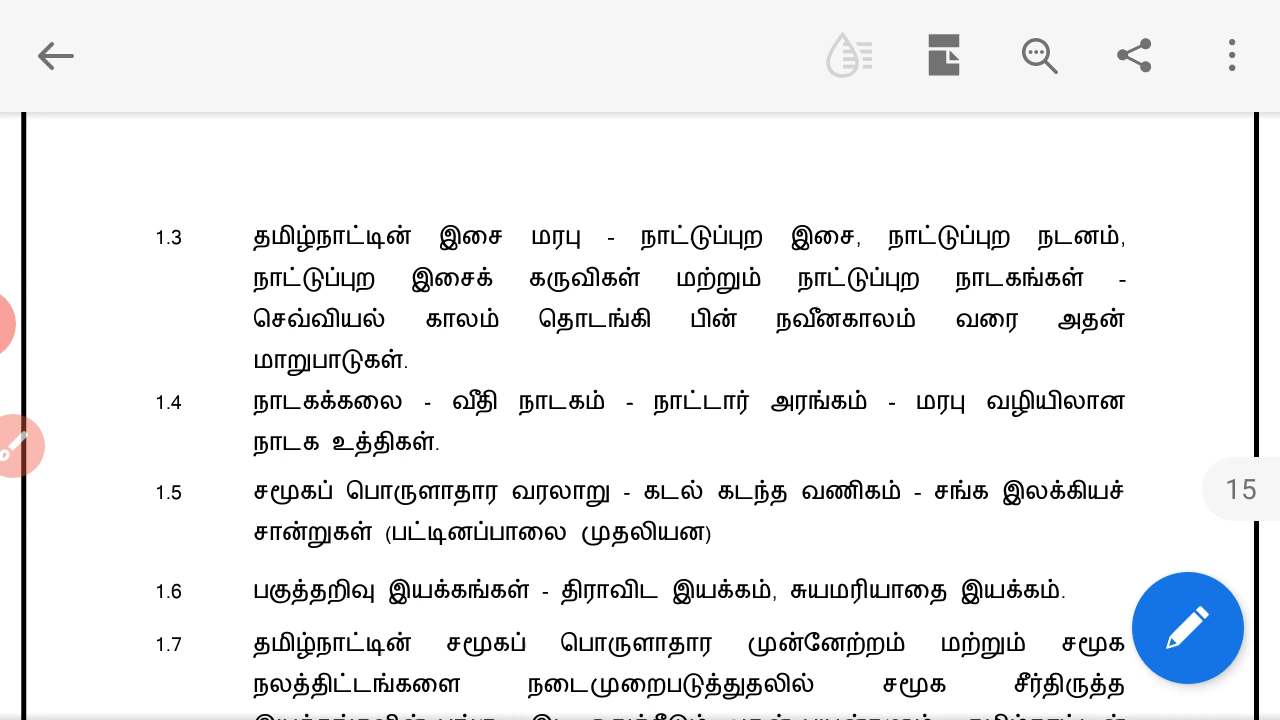 1.3 தமிழ்நாட்டின் இசை மரபு - நாட்டுப்புற இசை, நாட்டுப்புற நடனம்,
நாட்டுப்புற இசைக் கருவிகள் மற்றும் நாட்டுப்புற நாடகங்கள் -
செவ்வியல் காலம் தொடங்கி பின் நவீனகாலம் வரை அதன்
மாறுபாடுகள்.
1.4 நாடகக்கலை - வீதி நாடகம் - நாட்டார் அரங்கம் - மரபு வழியிலான
நாடக உத்திகள்.
1.5 சமூகப் பொருளாதார வரலாறு - கடல் கடந்த வணிகம் - சங்க இலக்கியச்
சான்றுகள் (பட்டினப்பாலை முதலியன)
15
1.6 பகுத்தறிவு இயக்கங்கள் - திராவிட இயக்கம், சுயமரியாதை இயக்கம்.
1.7 தமிழ்நாட்டின் சமூகப் பொருளாதார முன்னேற்றம் மற்றும் சமூக
நலத்திட்டங்களை நடைமுறைபடுத்துதலில் சமூக சீர்திருத்த